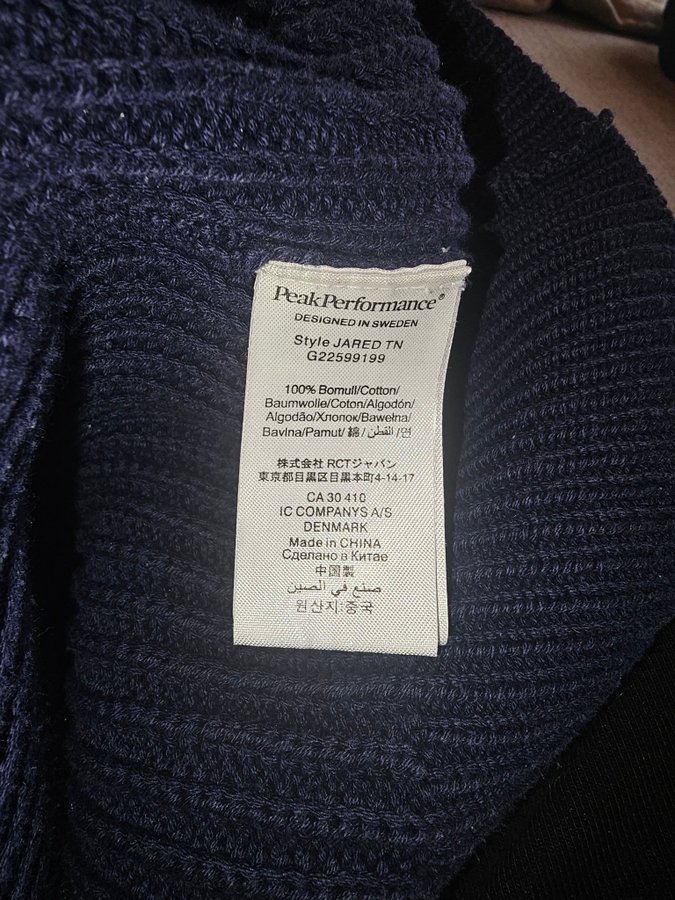 PeakPerformance®
DESIGNED IN SWEDEN
Style JARED TN
G22599199
100% Bomull/Cotton/
Baumwolle/Coton/Algodón/
Algodão/Хлопок/Bawełna/
Bavlna/Pamut/ 綿 / القطن /면
株式会社 RCTジャパン
東京都目黒区目黒本町4-14-17
CA 30 410
IC COMPANYS A/S
DENMARK
Made in CHINA
Сделано в Китае
中国製
صنع في الصين
원산지:중국